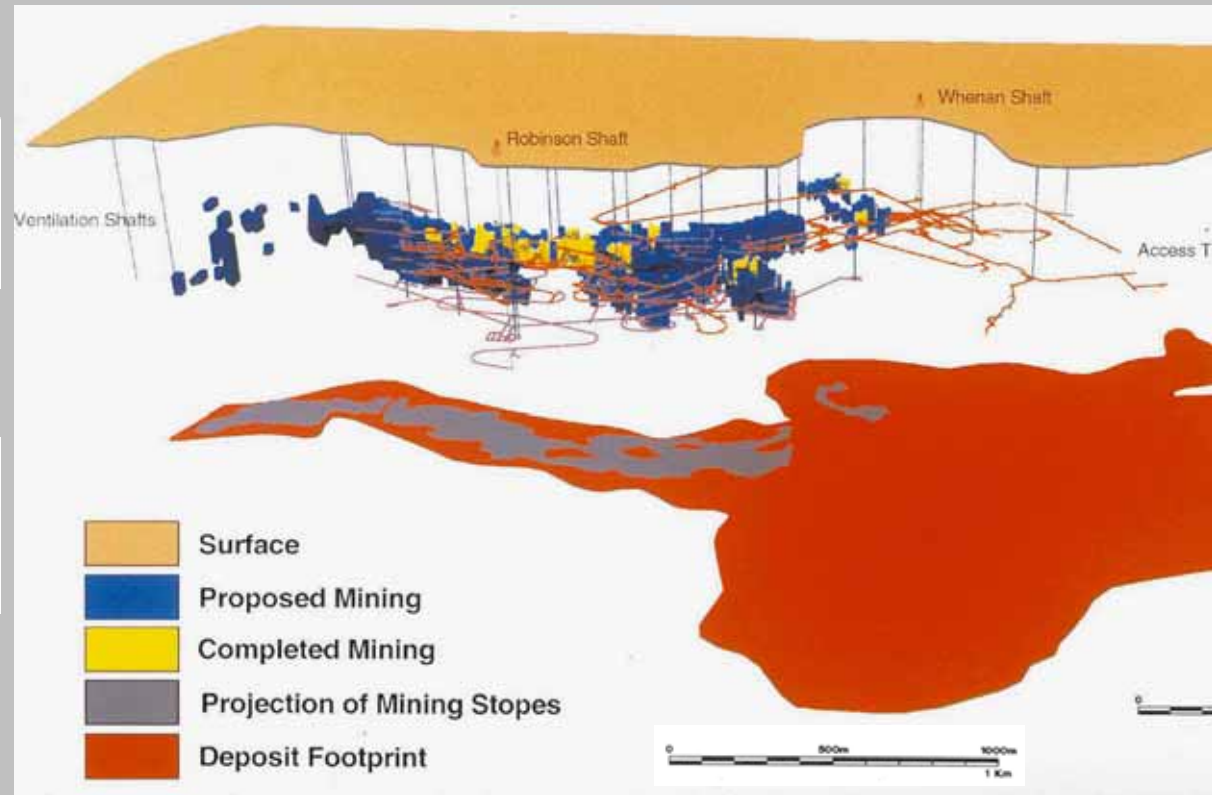 Whenan Shaft
Robinson Shaft
Ventilation Shafts
Access T
Surface
Proposed Mining
Completed Mining
Projection of Mining Stopes
Deposit Footprint
0 500m 1000m
1 Km
0